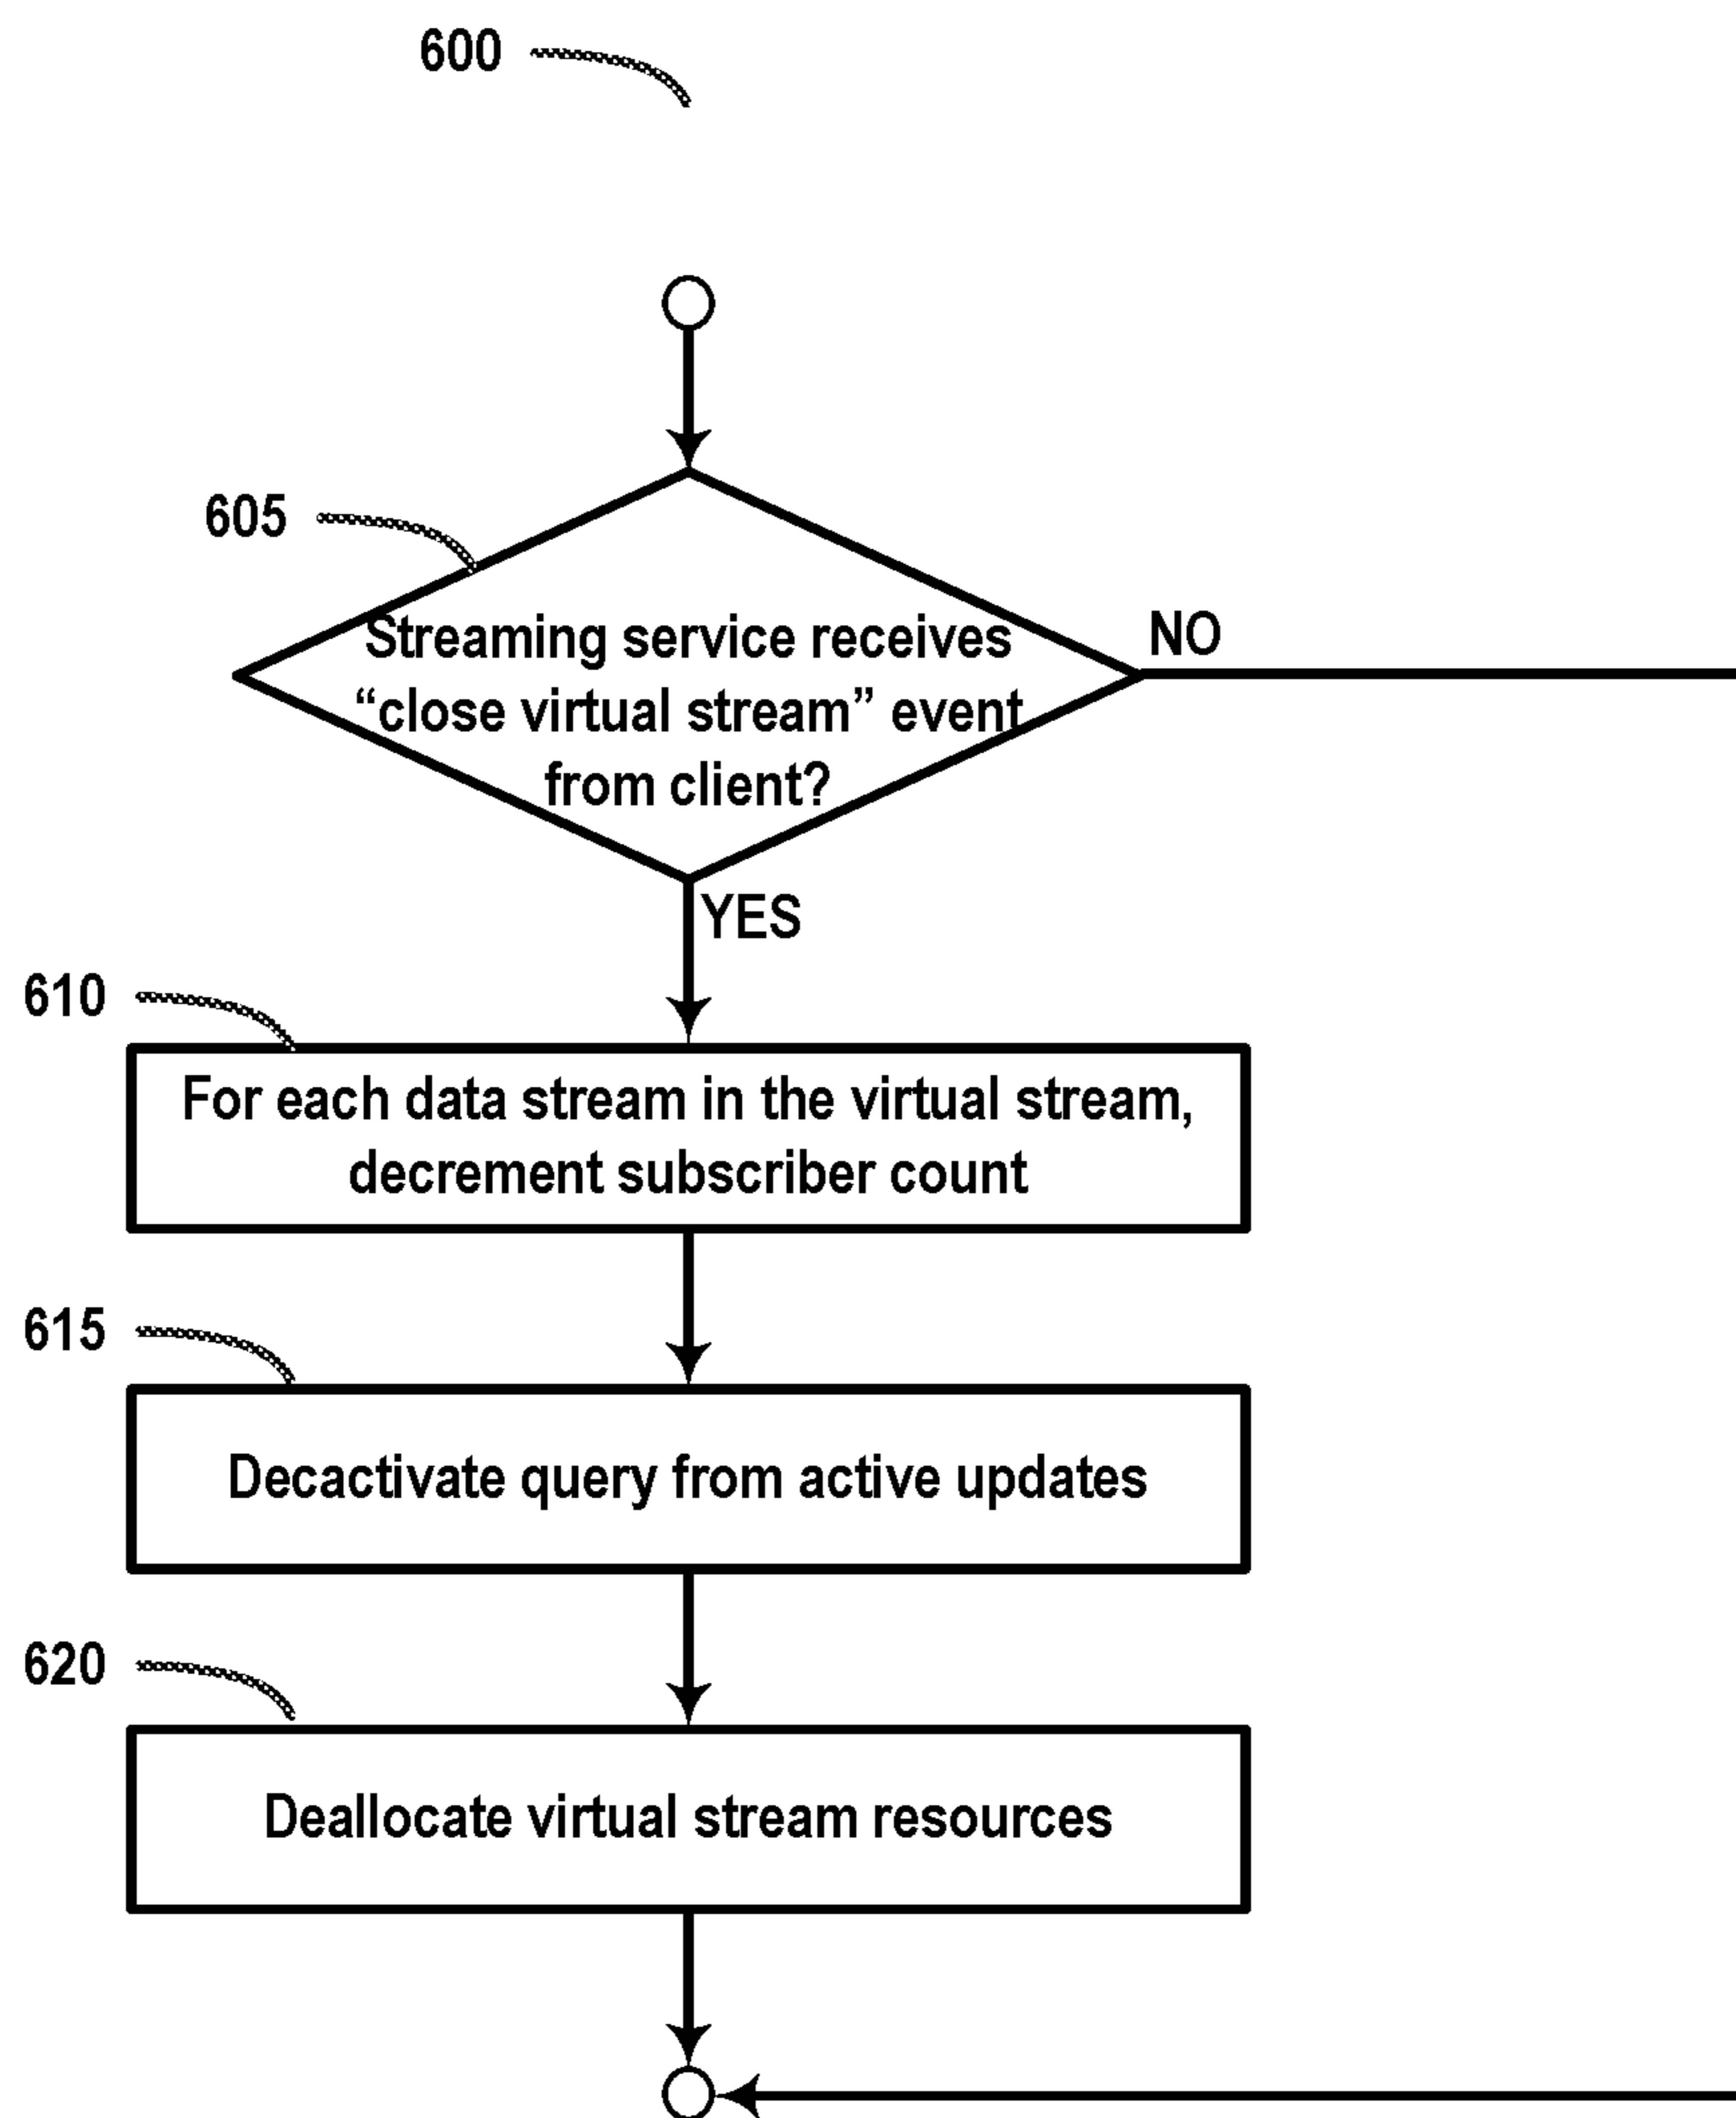 600
605
Streaming service receives
“close virtual stream” event
from client?
NO
YES
610
For each data stream in the virtual stream,
decrement subscriber count
615
Decactivate query from active updates
620
Deallocate virtual stream resources